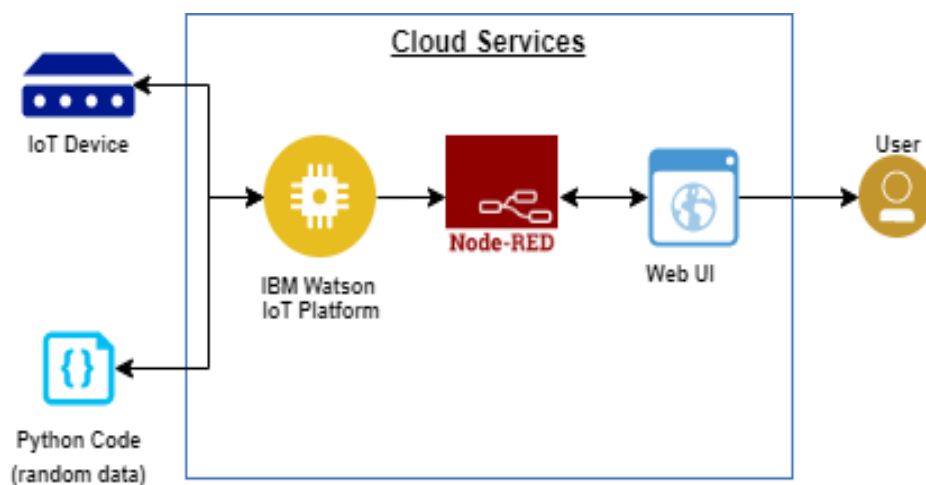 Cloud Services
IoT Device
User
Node-RED
IBM Watson
IoT Platform
Web UI
{}
Python Code
(random data)